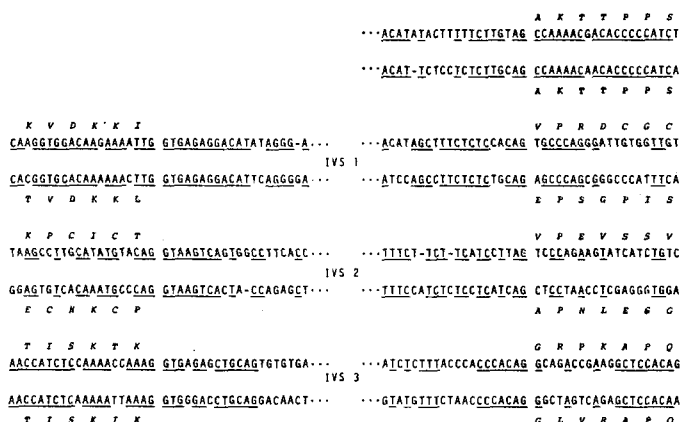 A K T T P P S
···ACATATACTTTTTCTTGTAG CCAAAACGACACCCCCATCT
ACAT-TCTCCTCTCTTGCAG CCAAAACAACACCCCCATCA
A K T T P P S
K V D K K I V P R D C G C
CAAGGTGGACAAGAAAATTG GTGAGAGGACATATAGGG-A··· ···ACATAGCTTTCTCTCCACAG TGCCCAGGGATTGTGGTTGT
IVS 1
CACGGTGCACAAAAAACTTGG GTGAGAGGACATTCAGGGGA··· ···ATCCAGCCTTCTCTCTGCAG AGCCCAGCGGGCCCATTTCA
T V D K K L E P S G P I S
K P C I C T V P E V S S V
TAAGCCTTGCATATGTACAG GTAAGTCAGTGGCCTTCACC··· ···TTTCT-TCT-TCATCCTTAG TCCCAGAAGTATCATCTGTC
IVS 2
GGAGTGTCACAAATGCCCAG GTAAGTCACTA-CCAGAGCT··· ···TTTCCATCTCTCCTCATCAG CTCCTAACCTCGAGGGTGGA
E C H K C P A P N L E G G
T I S K T K G R P K A P Q
AACCATCTCCAAAACCAAAG GTGAGAGCTGCAGTGTGTGA··· ···ATCTCTTTACCCACCCACAG GCAGACCGAAGGCTCCACAG
IVS 3
AACCATCTCAAAAATTAAAG GTGGGACCTGCAGGACAACT··· ···GTATGTTTCTAACCCCACAG GGCTAGTCAGAGCTCCACAA
T I S K I K G L V R A P Q